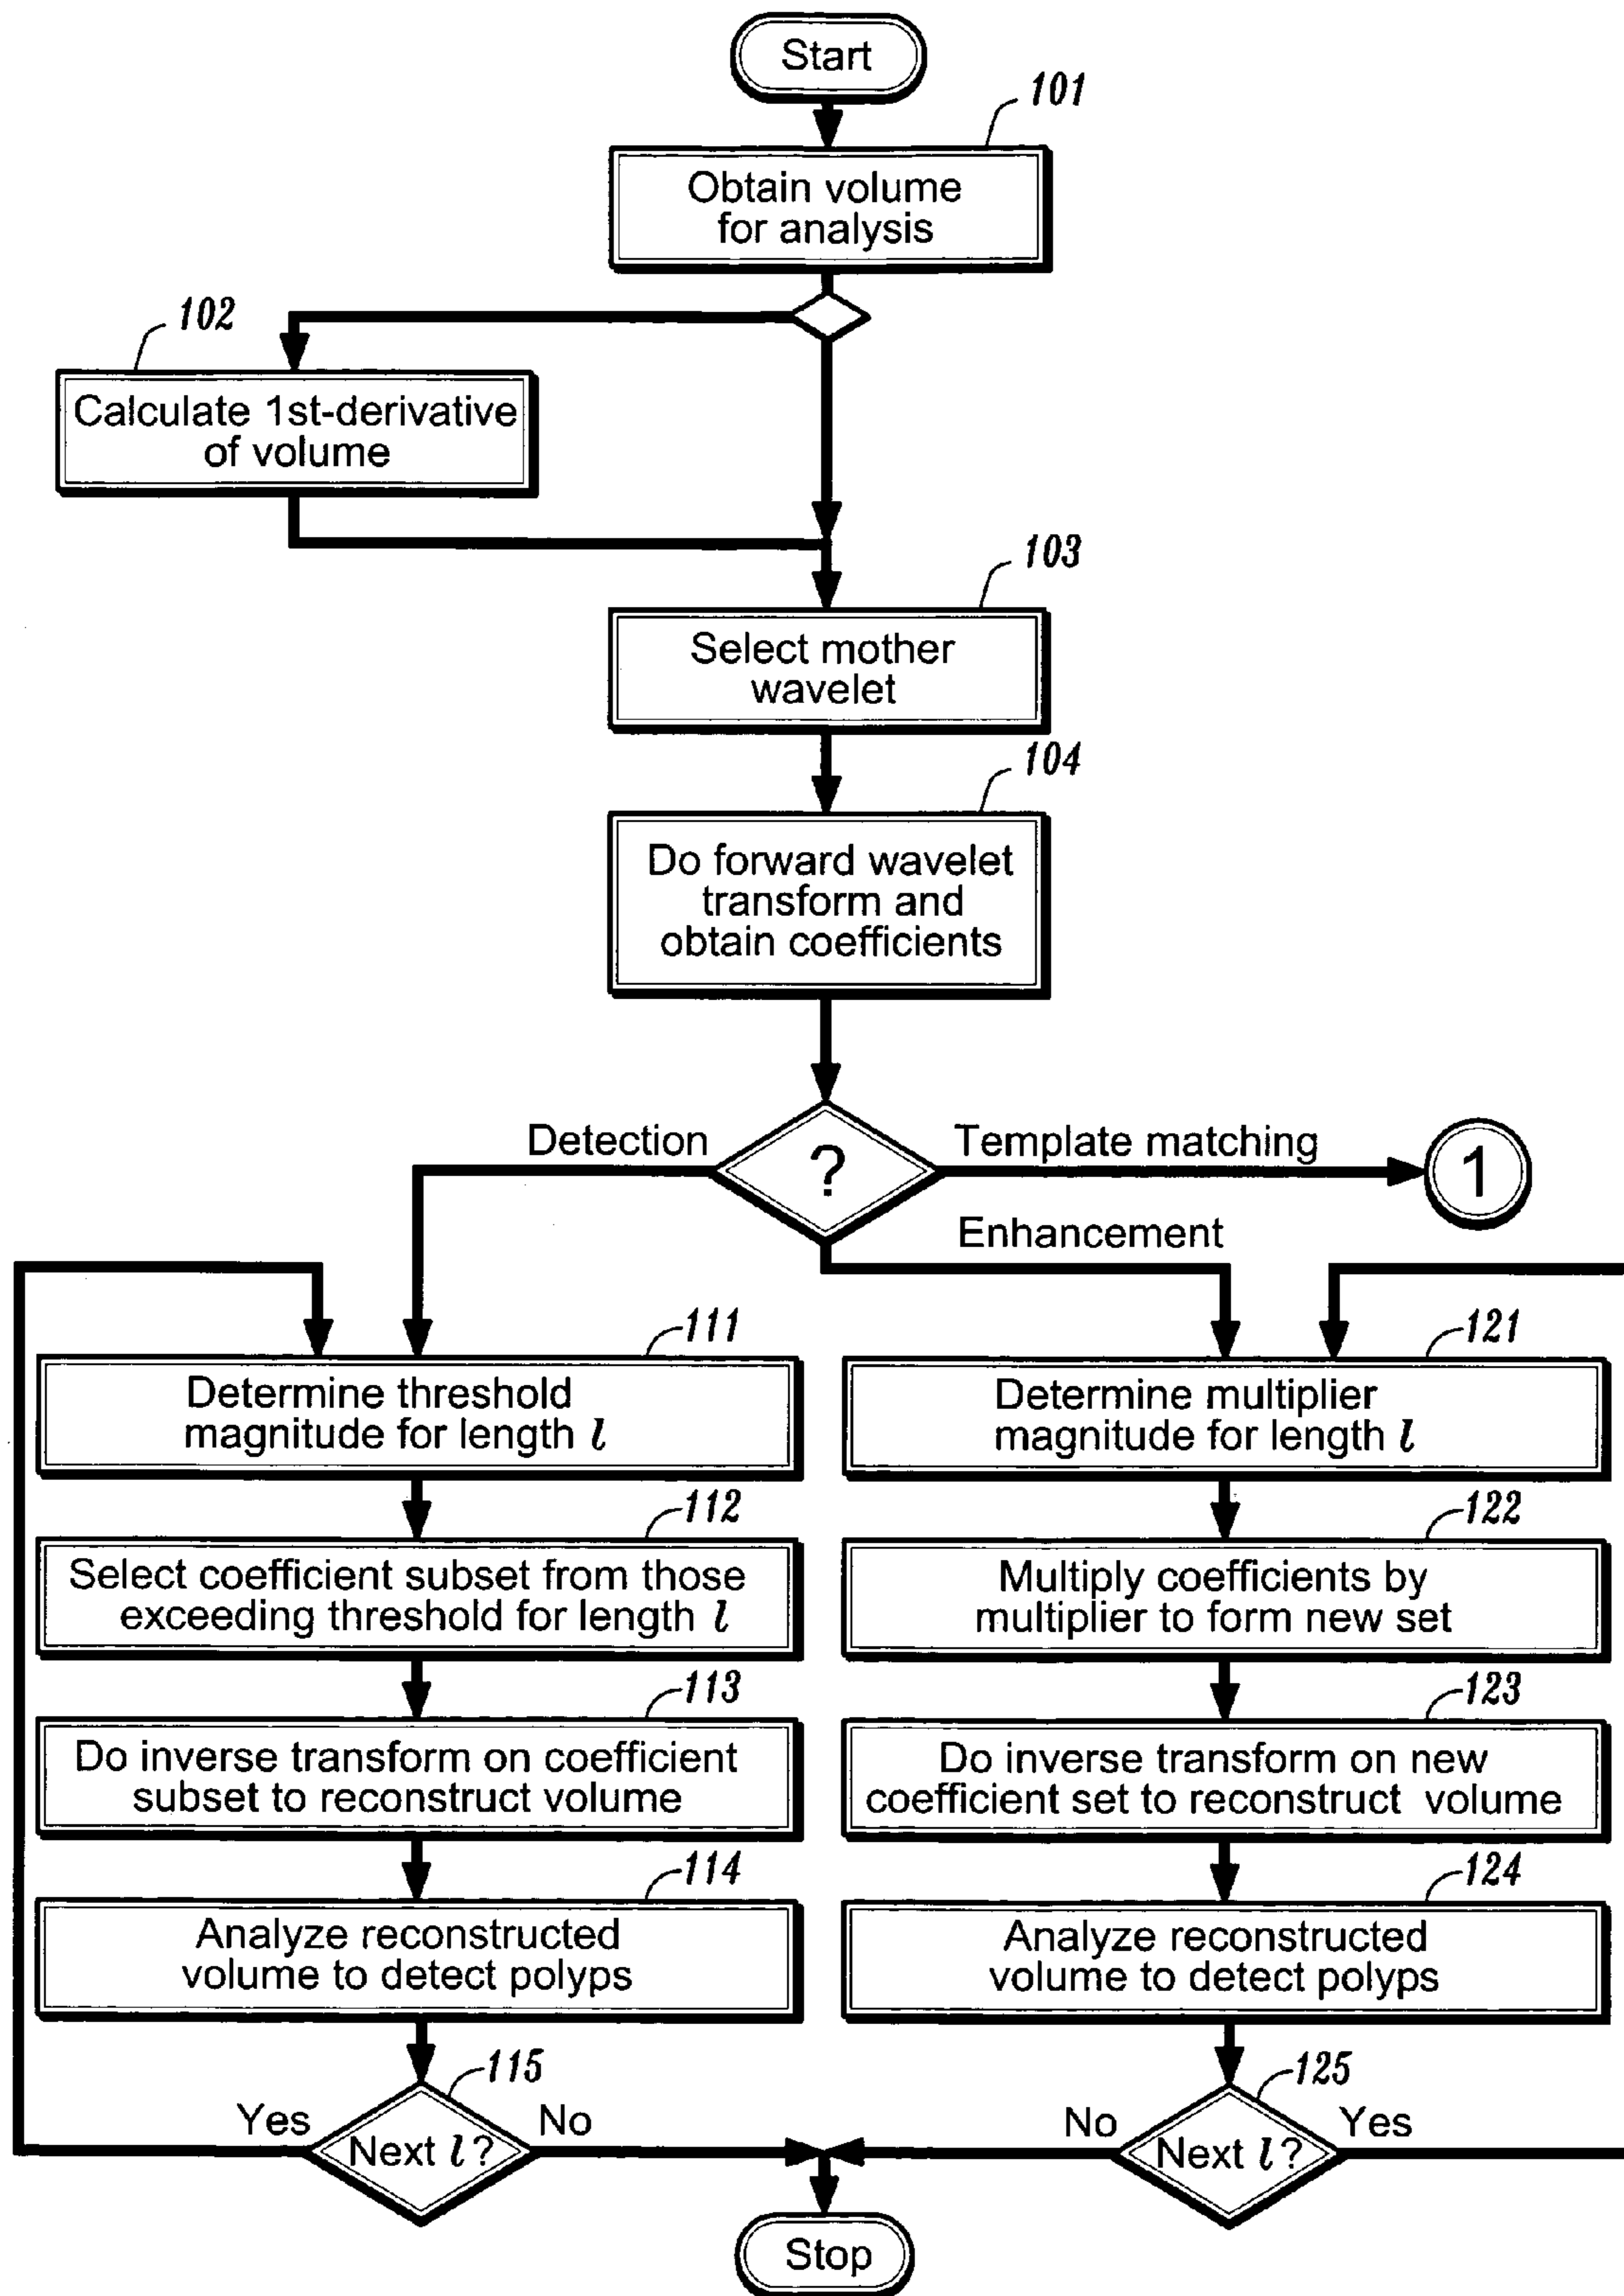 Start
101
Obtain volume
for analysis
102
Calculate 1st-derivative
of volume
103
Select mother
wavelet
104
Do forward wavelet
transform and
obtain coefficients
Detection
?
Template matching
1
Enhancement
111
Determine threshold
magnitude for length l
112
Select coefficient subset from those
exceeding threshold for length l
113
Do inverse transform on coefficient
subset to reconstruct volume
114
Analyze reconstructed
volume to detect polyps
115
Yes
Next l?
No
121
Determine multiplier
magnitude for length l
122
Multiply coefficients by
multiplier to form new set
123
Do inverse transform on new
coefficient set to reconstruct volume
124
Analyze reconstructed
volume to detect polyps
125
No
Next l?
Yes
Stop